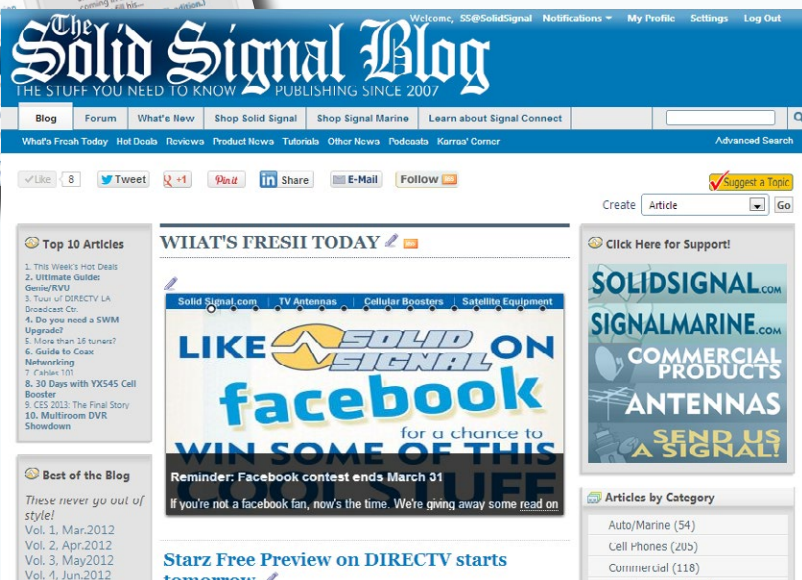 coming at
fill his...
edition.)
Welcome, SS@SolidSignal Notifications My Profile Settings Log Out
The
Solid Signal Blog
THE STUFF YOU NEED TO KNOW PUBLISHING SINCE 2007
Blog Forum What's New Shop Solid Signal Shop Signal Marine Learn about Signal Connect
What's Fresh Today Hot Deals Reviews Product News Tutorials Other News Podcasts Karras' Corner Advanced Search
Like 8 Tweet +1 Pin it in Share E-Mail Follow
Suggest a Topic
Create Article Go
Top 10 Articles
1. This Week's Hot Deals
2. Ultimate Guide:
Genie/RVU
3. Tour of DIRECTV LA
Broadcast Ctr.
4. Do you need a SWM
Upgrade?
5. More than 16 tuners?
6. Guide to Coax
Networking
7. Cables 101
8. 30 Days with YX545 Cell
Booster
9. CES 2013: The Final Story
10. Multiroom DVR
Showdown
Best of the Blog
These never go out of
style!
Vol. 1, Mar.2012
Vol. 2, Apr.2012
Vol. 3, May2012
Vol. 4, Jun.2012
WHAT'S FRESH TODAY
Solid Signal.com TV Antennas Cellular Boosters Satellite Equipment
LIKE SOLID SIGNAL ON
facebook
for a chance to
WIN SOME OF THIS
COOL STUFF
Reminder: Facebook contest ends March 31
If you're not a facebook fan, now's the time. We're giving away some read on
Starz Free Preview on DIRECTV starts
tomorrow
Click Here for Support!
SOLIDSIGNAL.COM
SIGNALMARINE.COM
COMMERCIAL
PRODUCTS
ANTENNAS
SEND US
A SIGNAL!
Articles by Category
Auto/Marine (54)
Cell Phones (205)
Commercial (118)